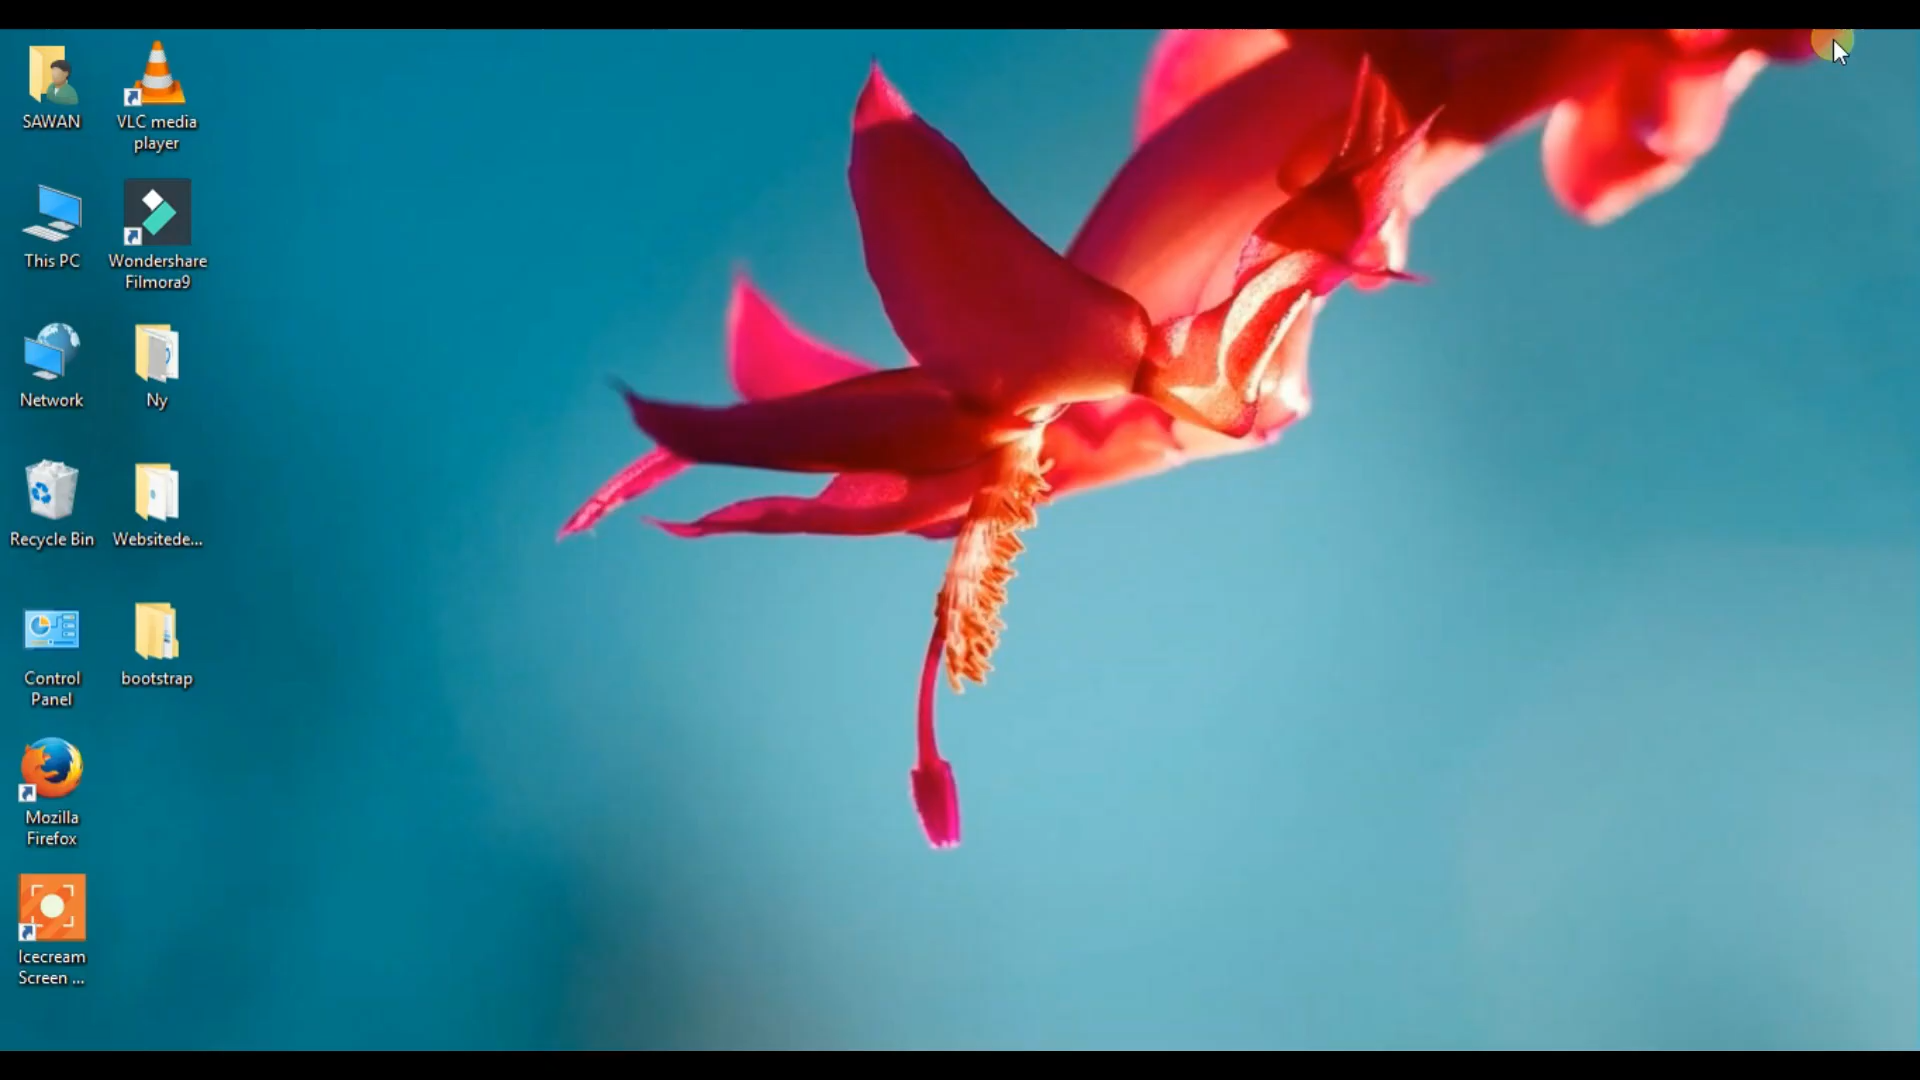 SAWAN
VLC media
player
This PC
Wondershare
Filmora9
Network
Ny
Recycle Bin
Websitede...
Control
Panel
bootstrap
Mozilla
Firefox
Icecream
Screen ...